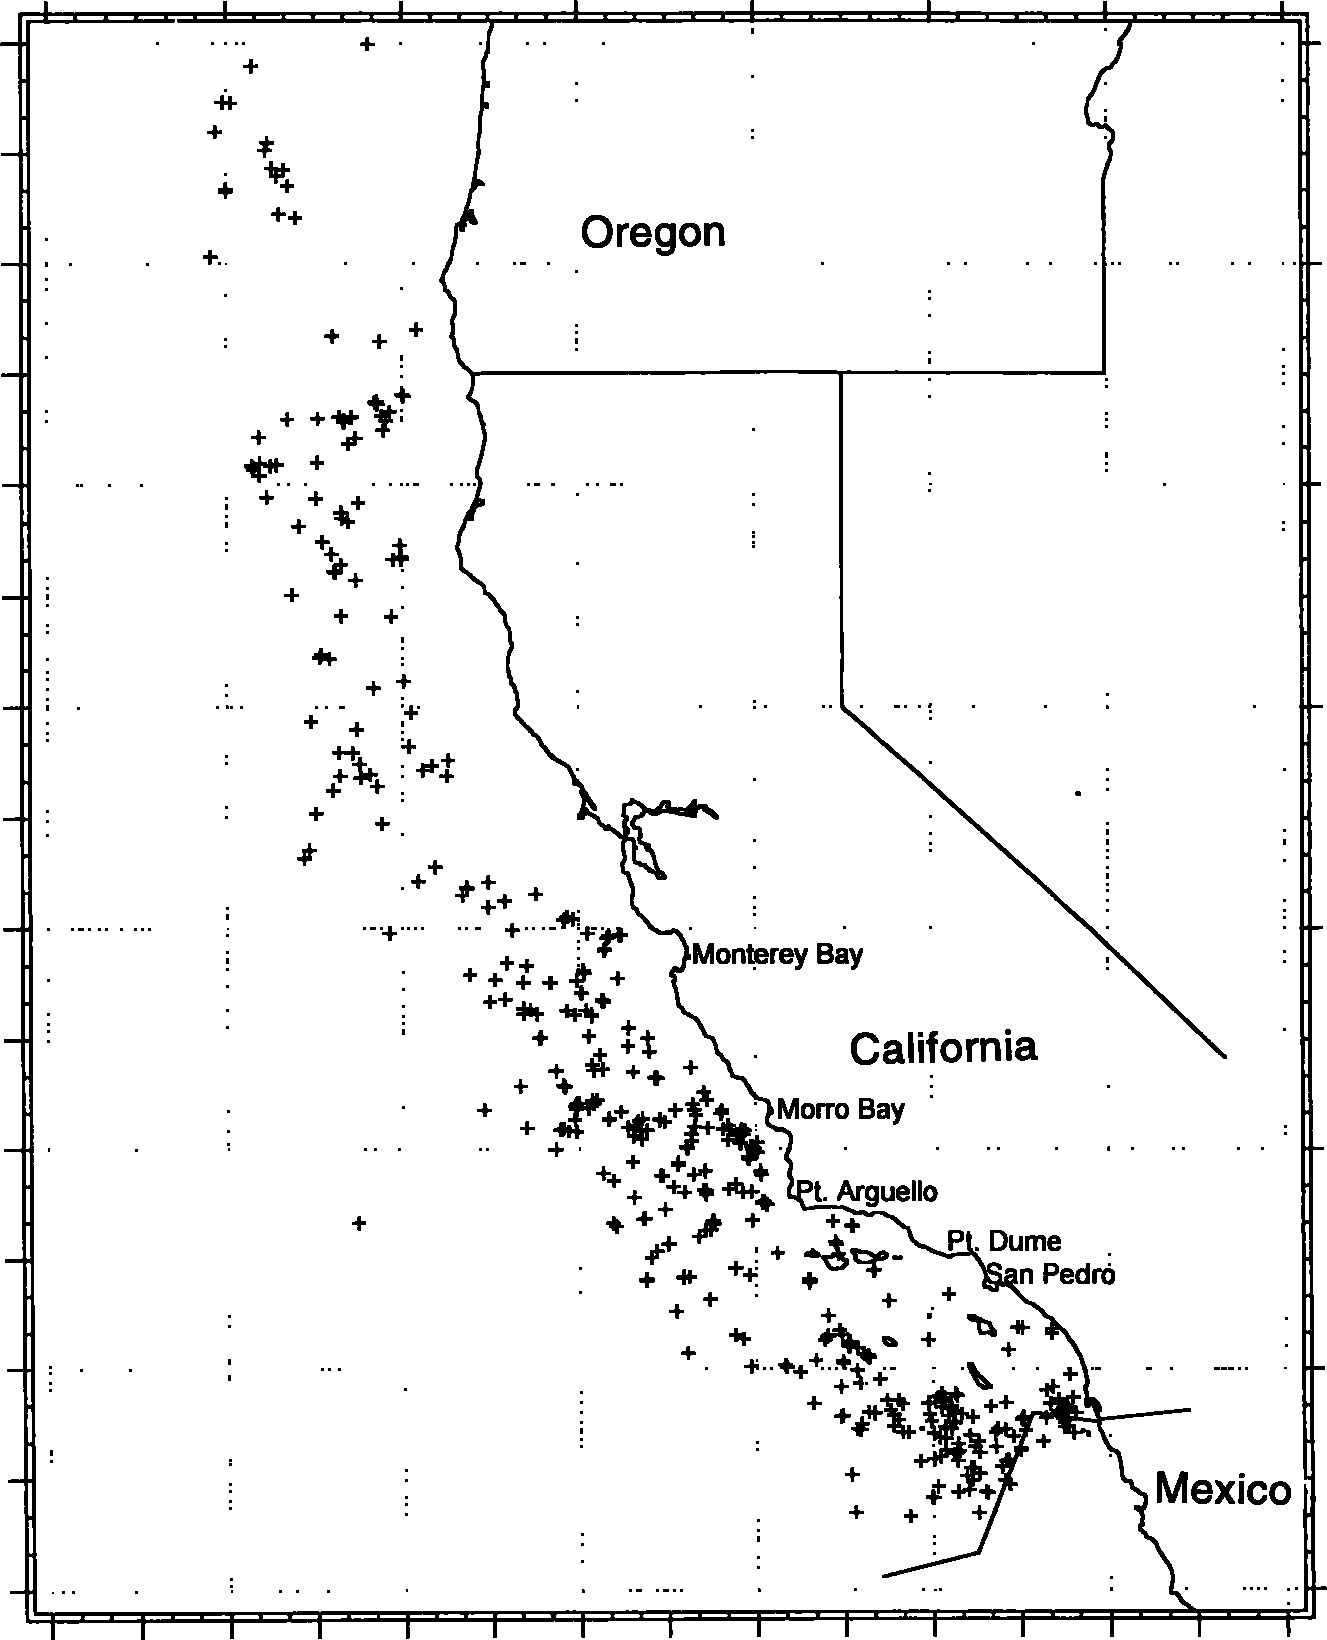 Oregon
Monterey Bay
California
Morro Bay
Pt. Arguello
Pt. Dume
San Pedro
Mexico